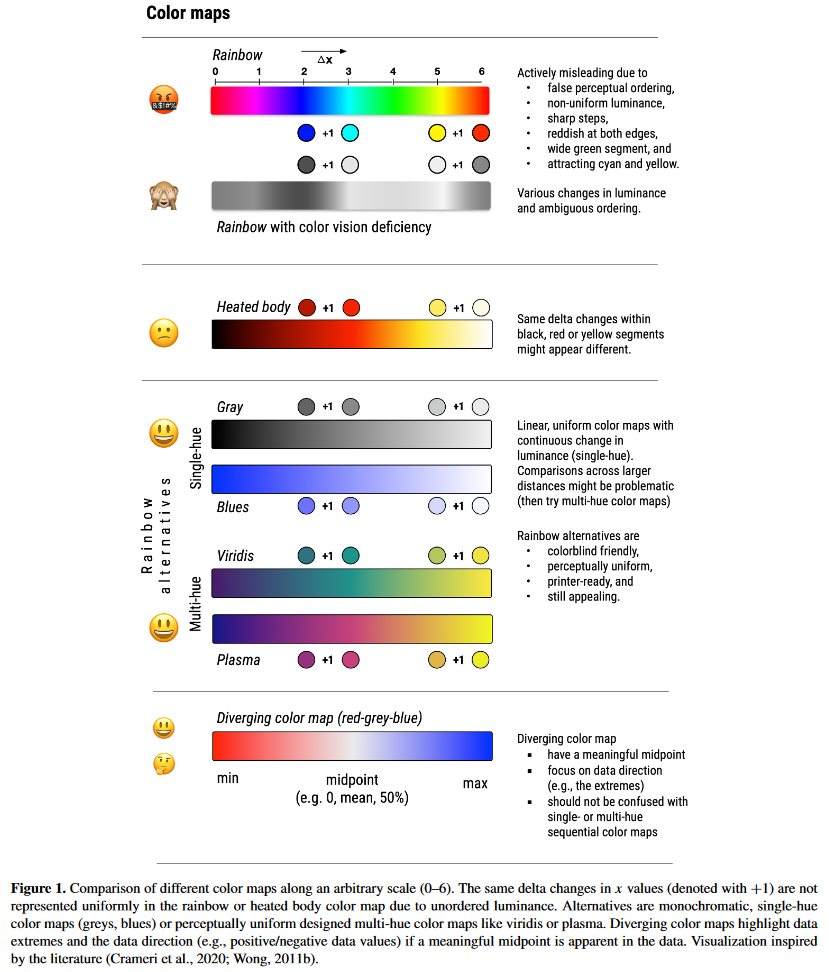 Color maps
Rainbow
Δx
0 1 2 3 4 5 6
&$!#%
+1 +1
+1 +1
Rainbow with color vision deficiency
Actively misleading due to
• false perceptual ordering,
• non-uniform luminance,
• sharp steps,
• reddish at both edges,
• wide green segment, and
• attracting cyan and yellow.
Various changes in luminance
and ambiguous ordering.
Heated body +1 +1
Same delta changes within
black, red or yellow segments
might appear different.
Rainbow
alternatives
Single-hue
Gray +1 +1
Blues +1 +1
Linear, uniform color maps with
continuous change in
luminance (single-hue).
Comparisons across larger
distances might be problematic
(then try multi-hue color maps)
Multi-hue
Viridis +1 +1
Plasma +1 +1
Rainbow alternatives are
• colorblind friendly,
• perceptually uniform,
• printer-ready, and
• still appealing.
Diverging color map (red-grey-blue)
min midpoint max
(e.g. 0, mean, 50%)
Diverging color map
▪ have a meaningful midpoint
▪ focus on data direction
(e.g., the extremes)
▪ should not be confused with
single- or multi-hue
sequential color maps
Figure 1. Comparison of different color maps along an arbitrary scale (0–6). The same delta changes in x values (denoted with +1) are not
represented uniformly in the rainbow or heated body color map due to unordered luminance. Alternatives are monochromatic, single-hue
color maps (greys, blues) or perceptually uniform designed multi-hue color maps like viridis or plasma. Diverging color maps highlight data
extremes and the data direction (e.g., positive/negative data values) if a meaningful midpoint is apparent in the data. Visualization inspired
by the literature (Crameri et al., 2020; Wong, 2011b).